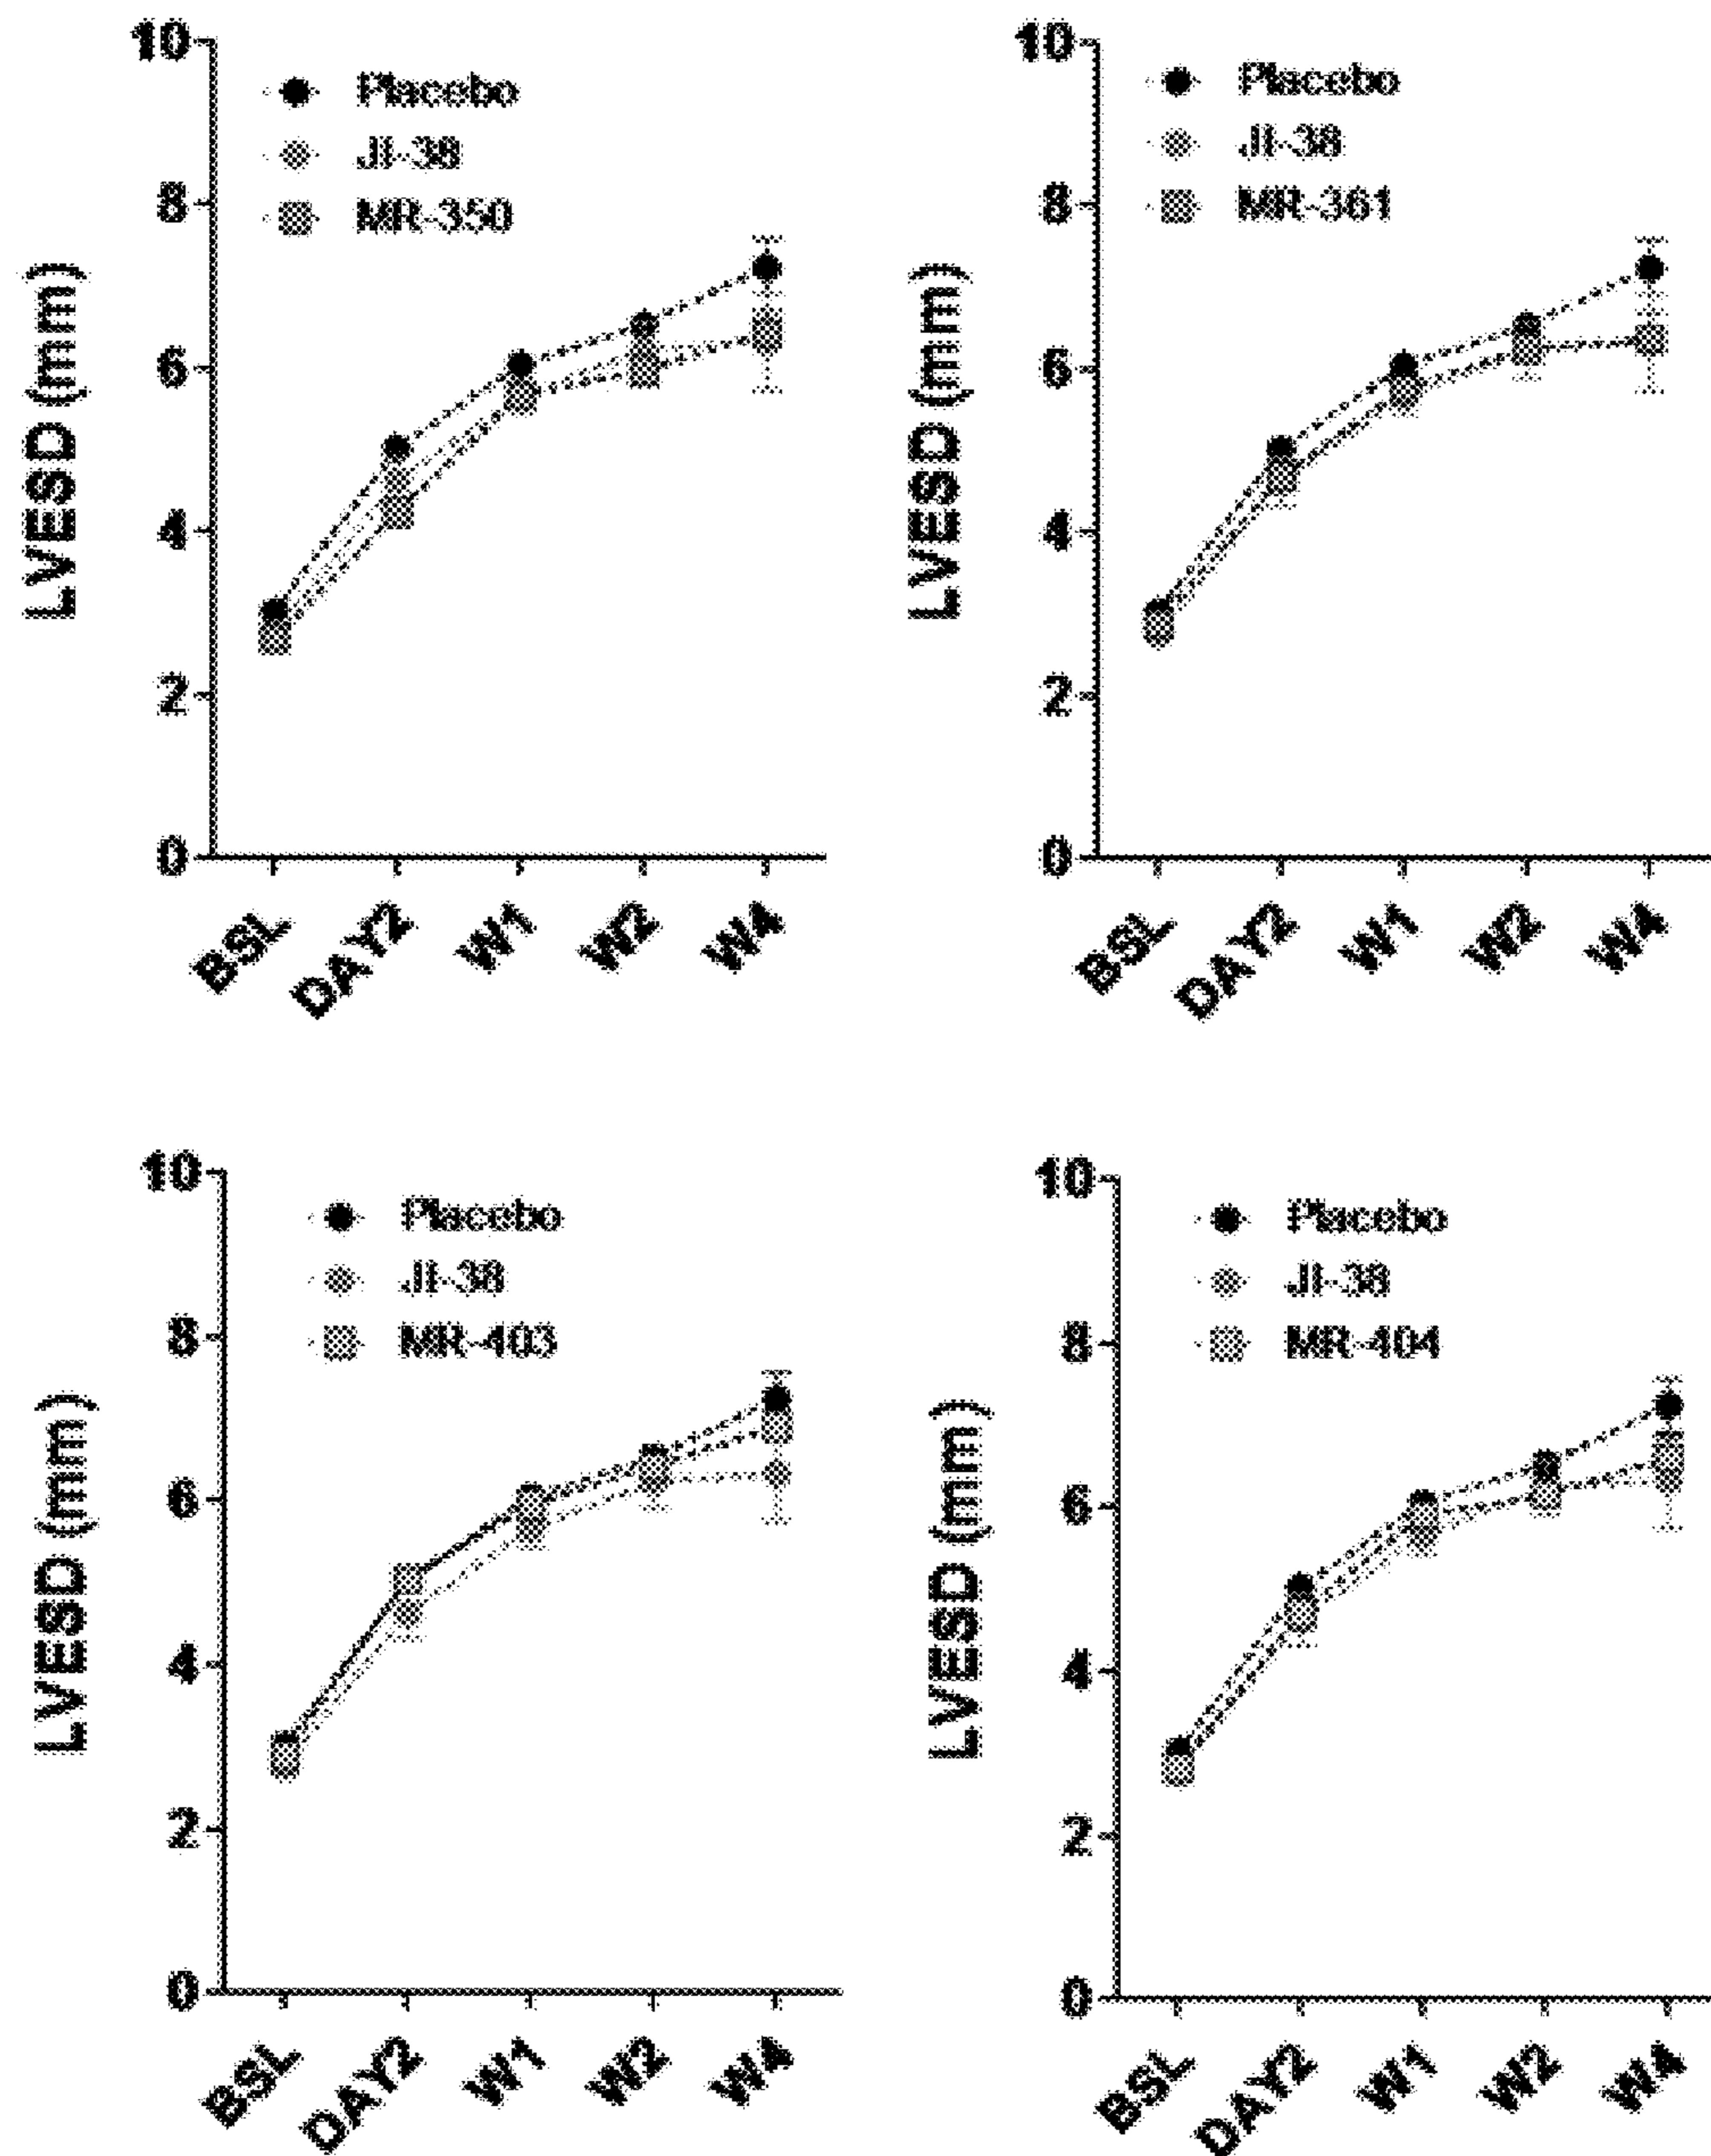 LVESD (mm)
10
8
6
4
2
0
Placebo
JI-38
MR-350
BSL
DAY2
W1
W2
W4
LVESD (mm)
10
8
6
4
2
0
Placebo
JI-38
MR-361
BSL
DAY2
W1
W2
W4
LVESD (mm)
10
8
6
4
2
0
Placebo
JI-38
MR-403
BSL
DAY2
W1
W2
W4
LVESD (mm)
10
8
6
4
2
0
Placebo
JI-38
MR-404
BSL
DAY2
W1
W2
W4